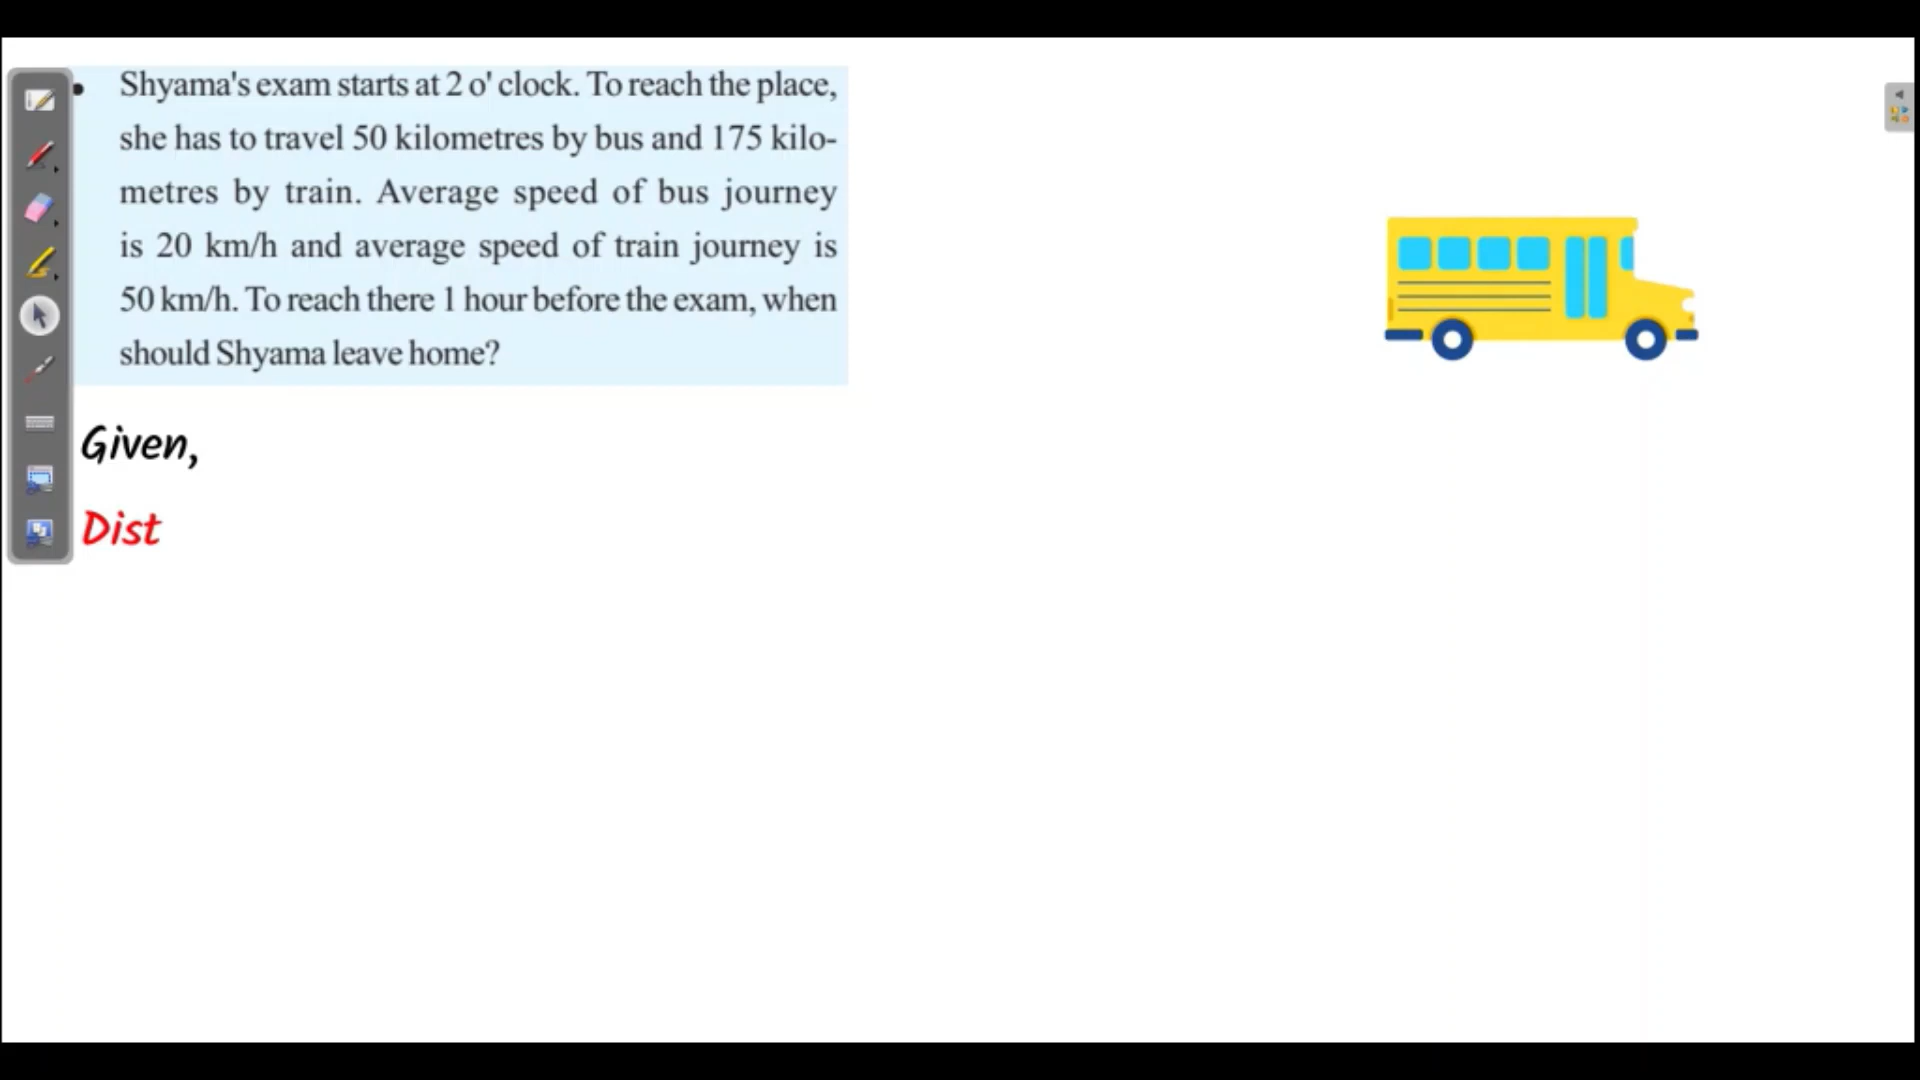 Shyama's exam starts at 2 o' clock. To reach the place,
she has to travel 50 kilometres by bus and 175 kilo-
metres by train. Average speed of bus journey
is 20 km/h and average speed of train journey is
50 km/h. To reach there 1 hour before the exam, when
should Shyama leave home?
Given,
Dist